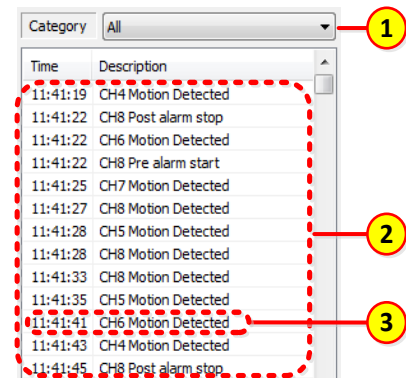 Category All
1
Time Description
11:41:19 CH4 Motion Detected
11:41:22 CH8 Post alarm stop
11:41:22 CH6 Motion Detected
11:41:22 CH8 Pre alarm start
11:41:25 CH7 Motion Detected
11:41:27 CH8 Motion Detected
11:41:28 CH5 Motion Detected
2
11:41:28 CH8 Motion Detected
11:41:33 CH8 Motion Detected
11:41:35 CH5 Motion Detected
11:41:41 CH6 Motion Detected
3
11:41:43 CH4 Motion Detected
11:41:45 CH8 Post alarm stop